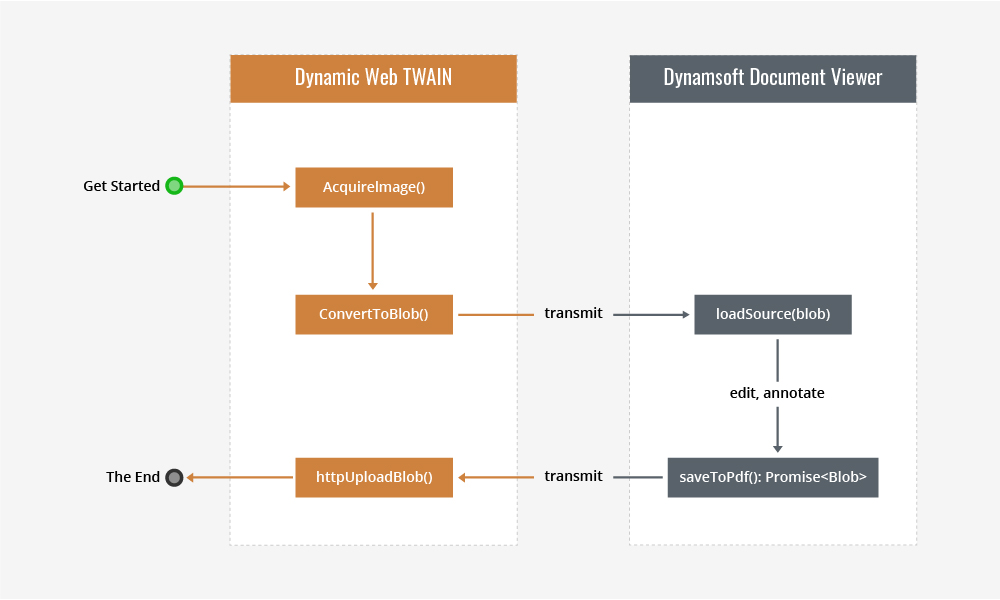 Dynamic Web TWAIN
Dynamsoft Document Viewer
Get Started
AcquireImage()
ConvertToBlob()
transmit
loadSource(blob)
edit, annotate
The End
httpUploadBlob()
transmit
saveToPdf(): Promise<Blob>